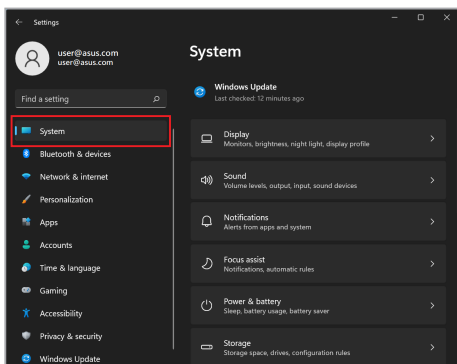 Settings
user@asus.com
user@asus.com
Find a setting
System
Bluetooth & devices
Network & internet
Personalization
Apps
Accounts
Time & language
Gaming
Accessibility
Privacy & security
Windows Update
System
Windows Update
Last checked: 12 minutes ago
Display
Monitors, brightness, night light, display profile
Sound
Volume levels, output, input, sound devices
Notifications
Alerts from apps and system
Focus assist
Notifications, automatic rules
Power & battery
Sleep, battery usage, battery saver
Storage
Storage space, drives, configuration rules